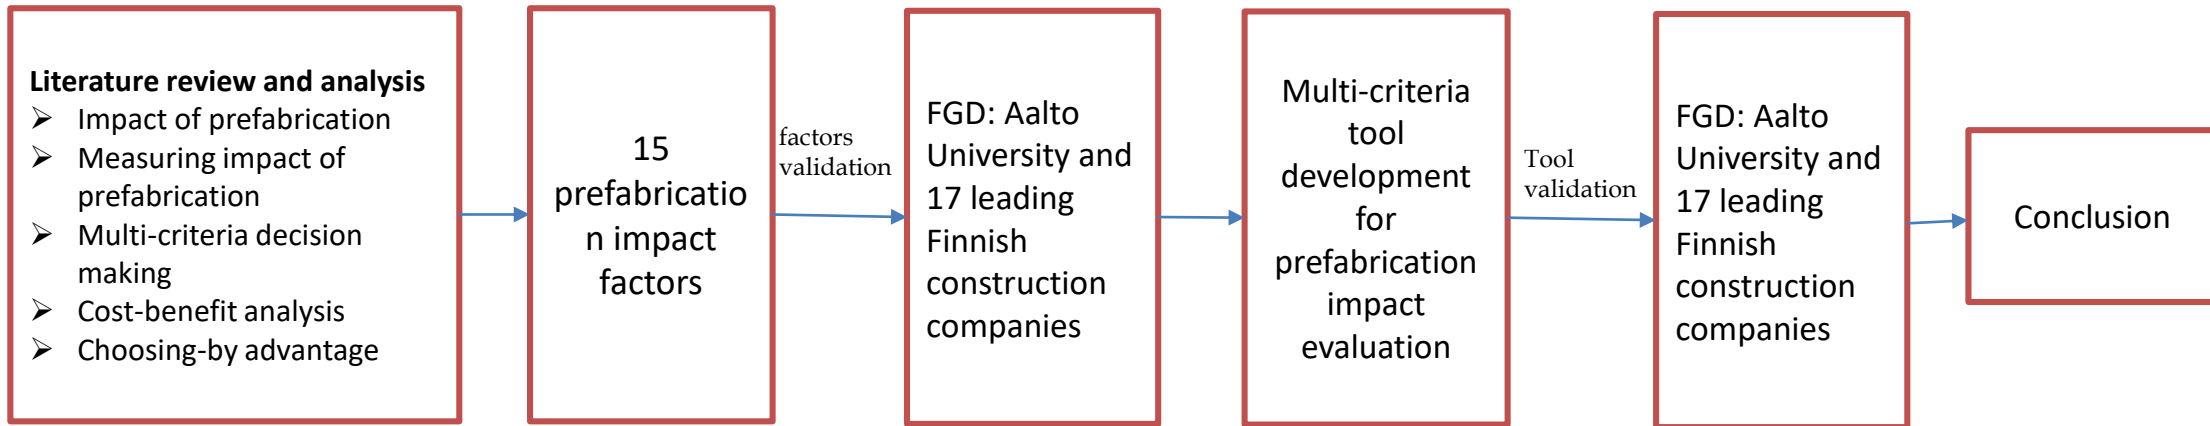 Literature review and analysis
➢ Impact of prefabrication
➢ Measuring impact of
prefabrication
➢ Multi-criteria decision
making
➢ Cost-benefit analysis
➢ Choosing-by advantage
15
prefabricatio
n impact
factors
factors
validation
FGD: Aalto
University and
17 leading
Finnish
construction
companies
Multi-criteria
tool
development
for
prefabrication
impact
evaluation
Tool
validation
FGD: Aalto
University and
17 leading
Finnish
construction
companies
Conclusion